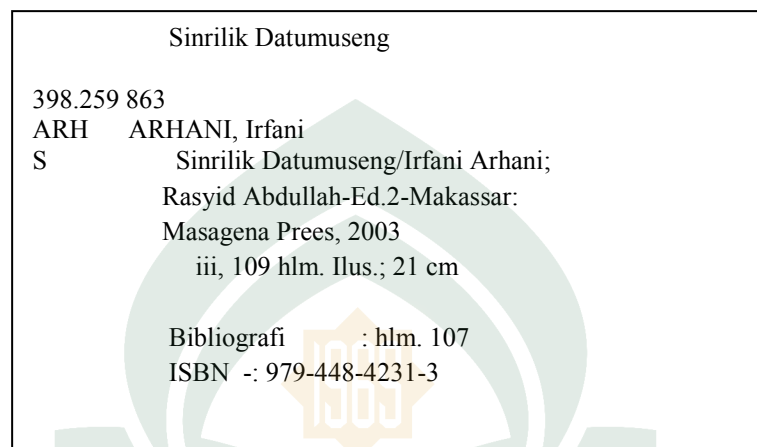 Sinrilik Datumuseng
398.259 863
ARH ARHANI, Irfani
S Sinrilik Datumuseng/Irfani Arhani;
Rasyid Abdullah-Ed.2-Makassar:
Masagena Prees, 2003
iii, 109 hlm. Ilus.; 21 cm
Bibliografi : hlm. 107
ISBN -: 979-448-4231-3
1965